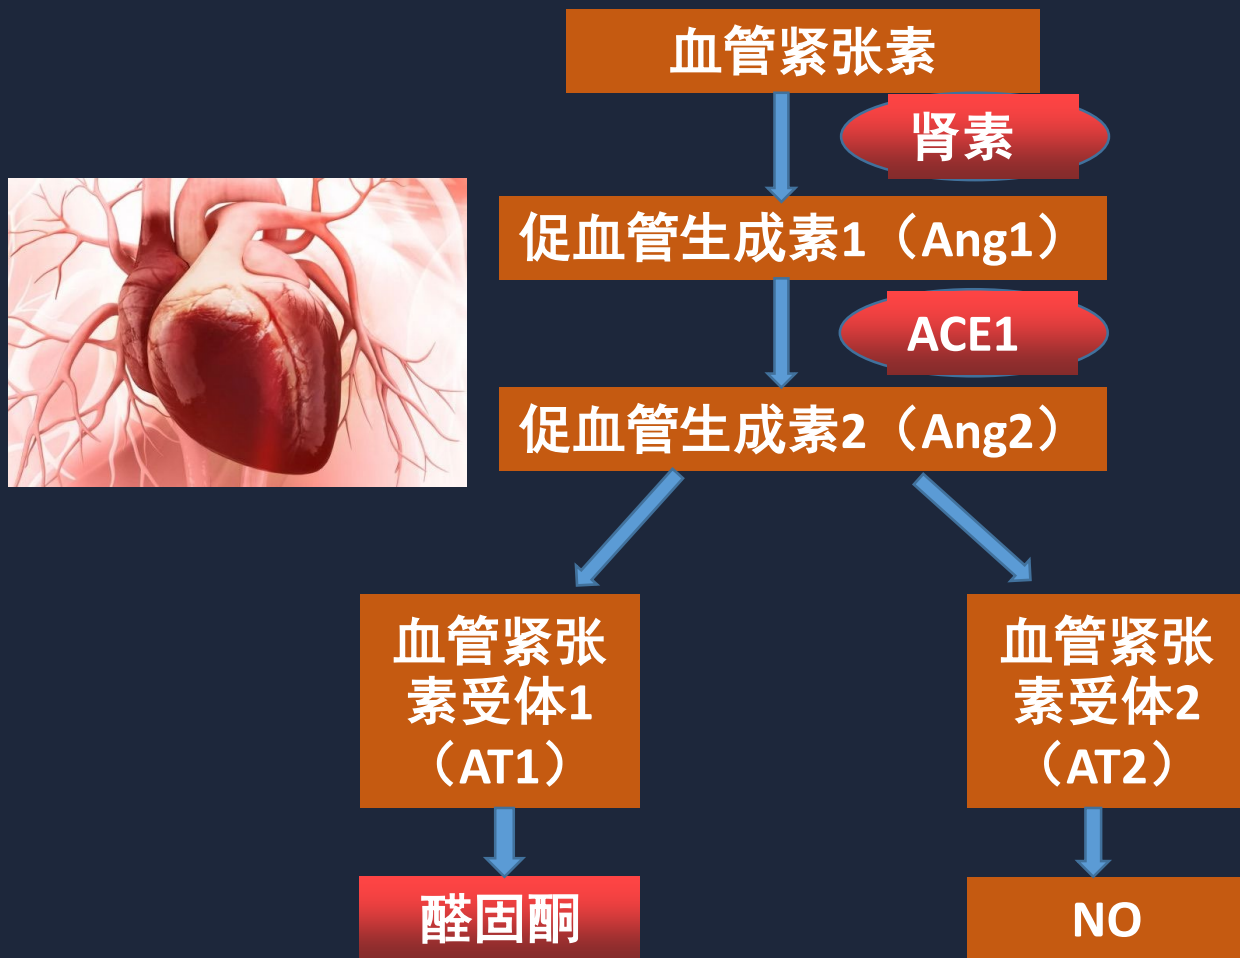 血管紧张素
肾素
促血管生成素1（Ang1）
ACE1
促血管生成素2（Ang2）
血管紧张
素受体1
（AT1）
血管紧张
素受体2
（AT2）
醛固酮
NO